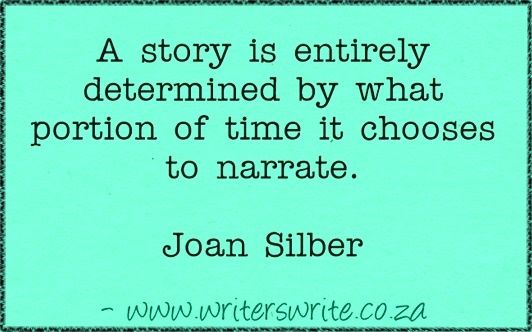 A story is entirely
determined by what
portion of time it chooses
to narrate.
Joan Silber
- www.writerswrite.co.za